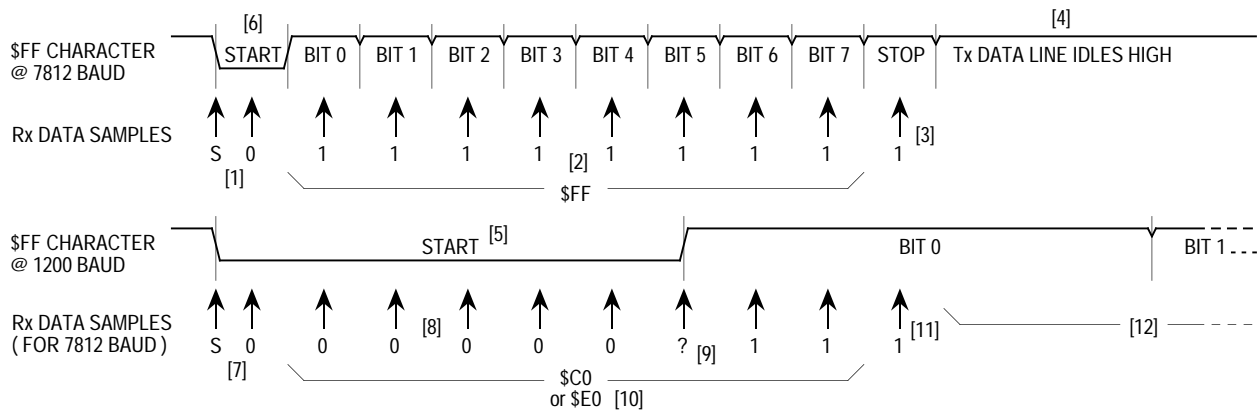 [6] [4]
$FF CHARACTER @ 7812 BAUD
START BIT 0 BIT 1 BIT 2 BIT 3 BIT 4 BIT 5 BIT 6 BIT 7 STOP Tx DATA LINE IDLES HIGH
Rx DATA SAMPLES
S 0 1 1 1 1 1 1 1 1 1 [3]
[1] [2]
$FF
$FF CHARACTER @ 1200 BAUD
START [5] BIT 0 BIT 1
Rx DATA SAMPLES ( FOR 7812 BAUD )
S 0 0 0 0 0 0 ? 1 1 1
[7] [8] [9] [11] [12]
$C0
or $E0 [10]